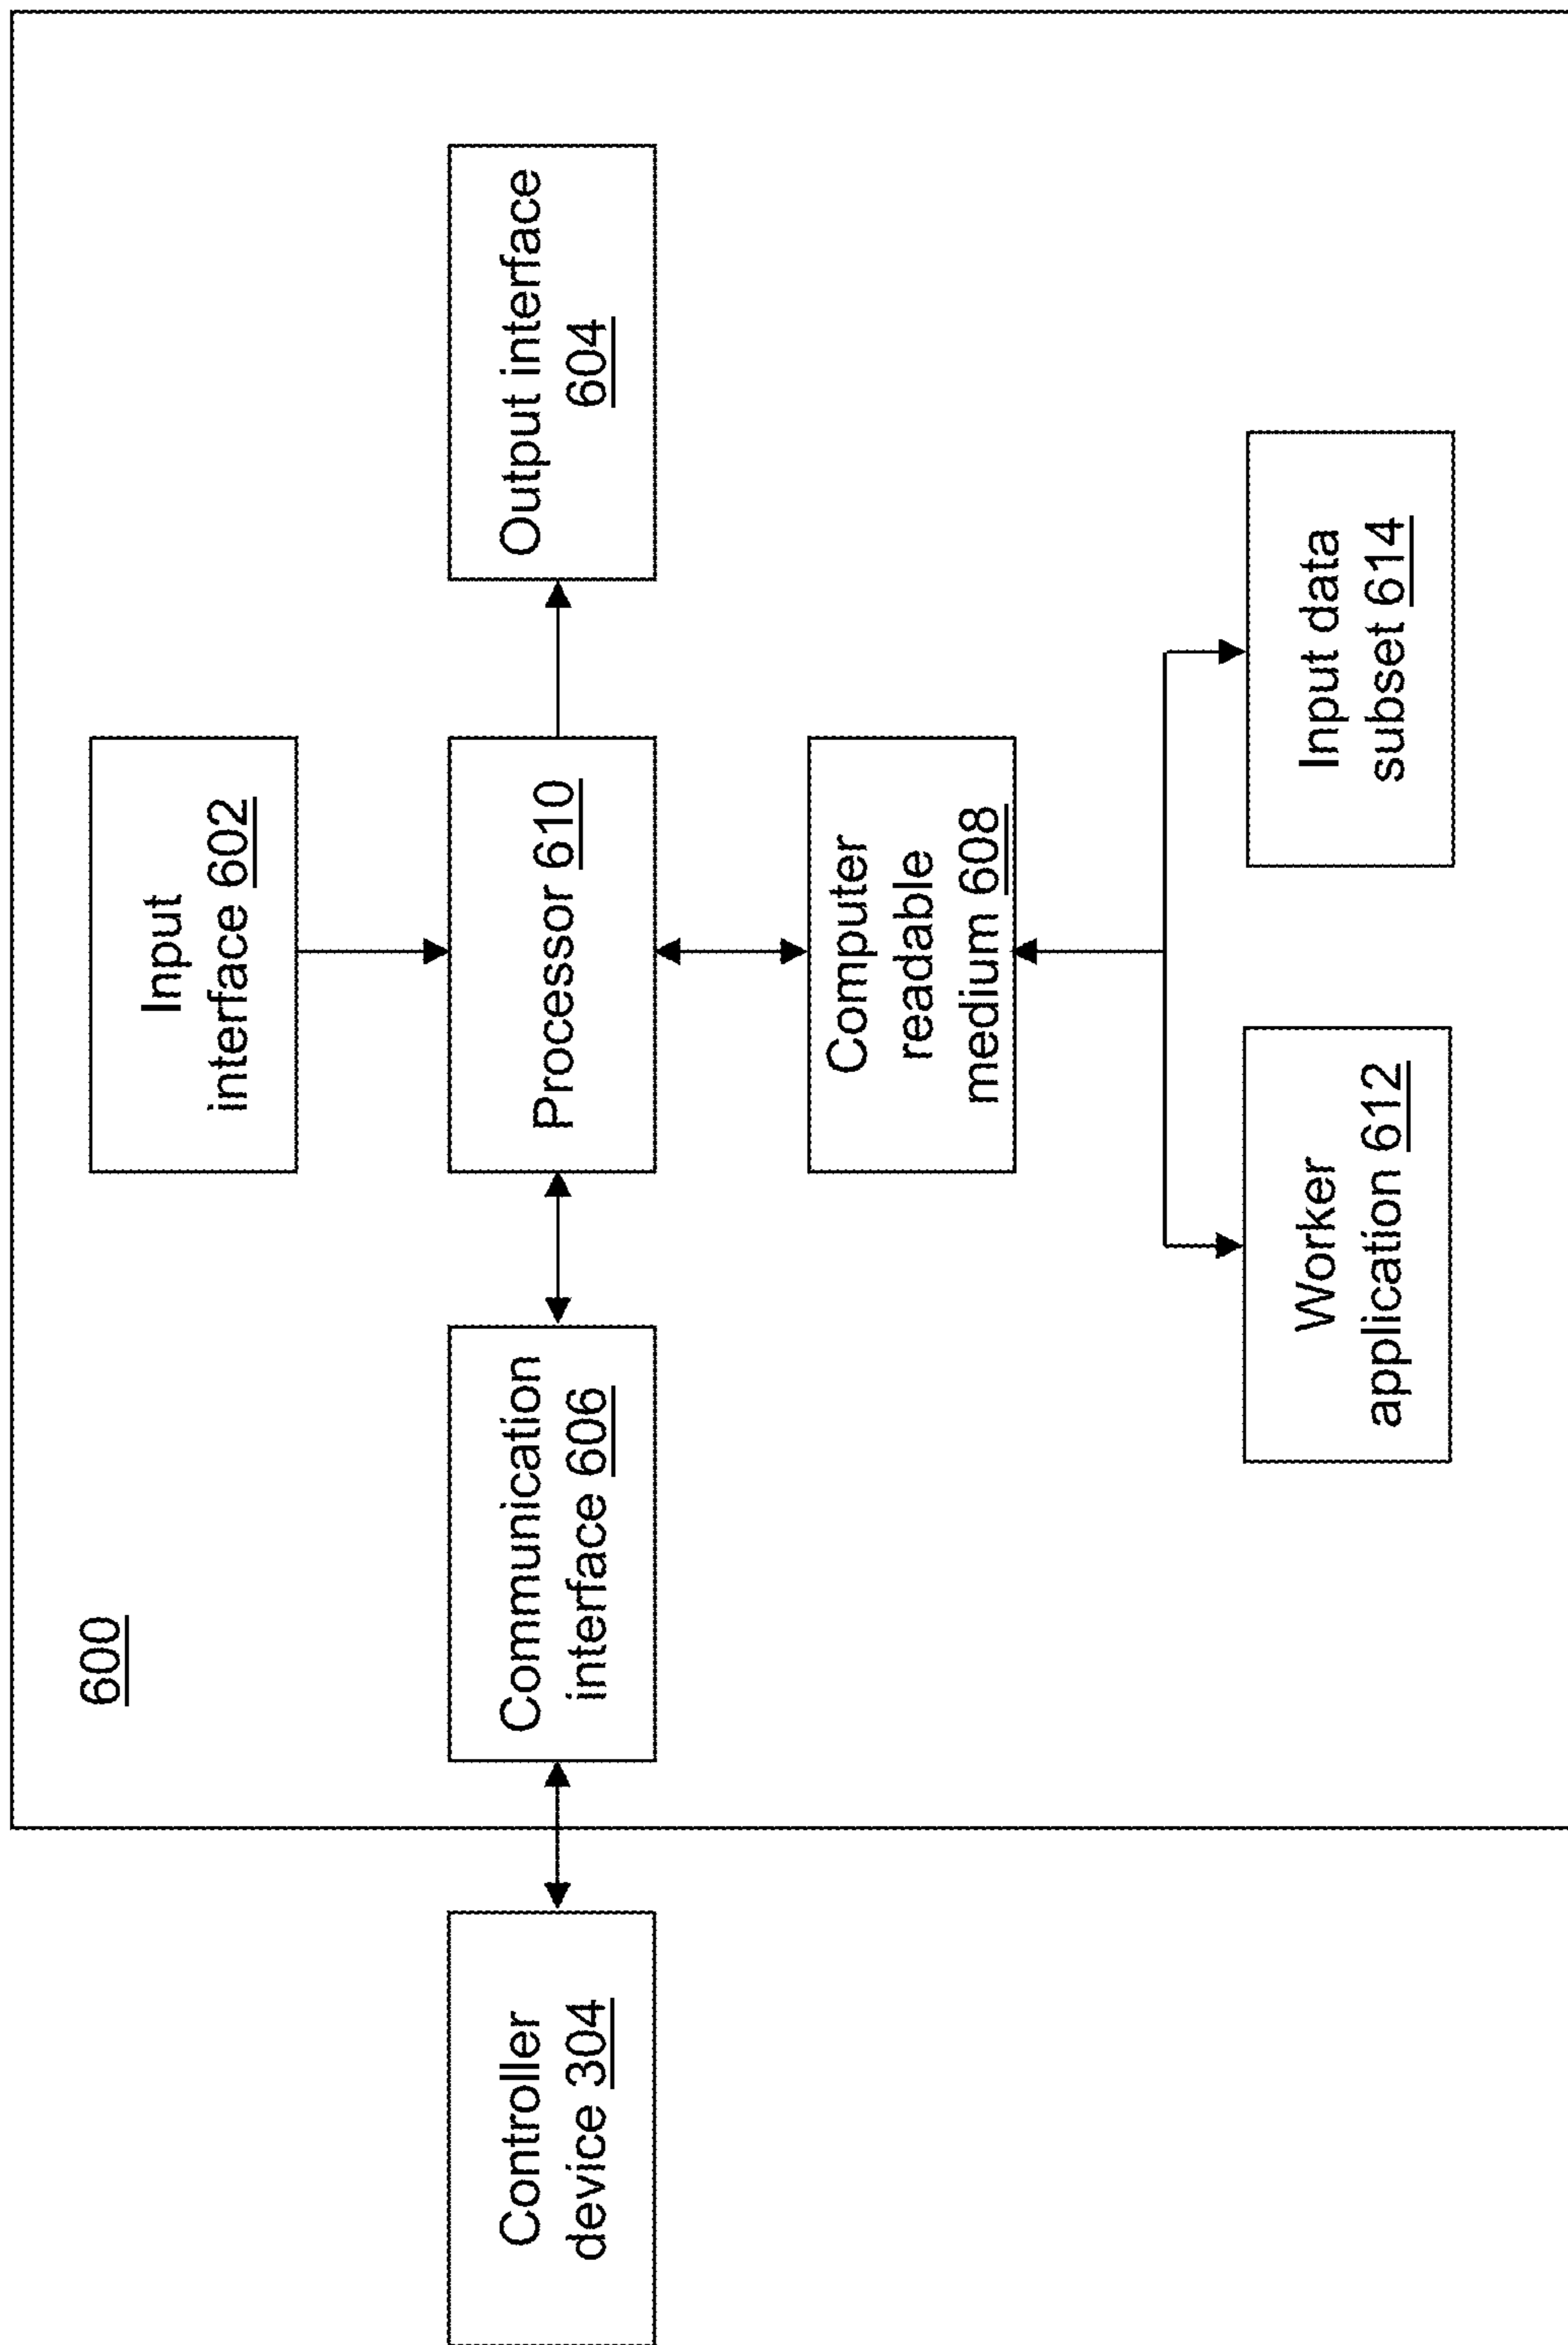 600
Input
interface 602
Controller
device 304
Communication
interface 606
Processor 610
Output interface
604
Computer
readable
medium 608
Worker
application 612
Input data
subset 614